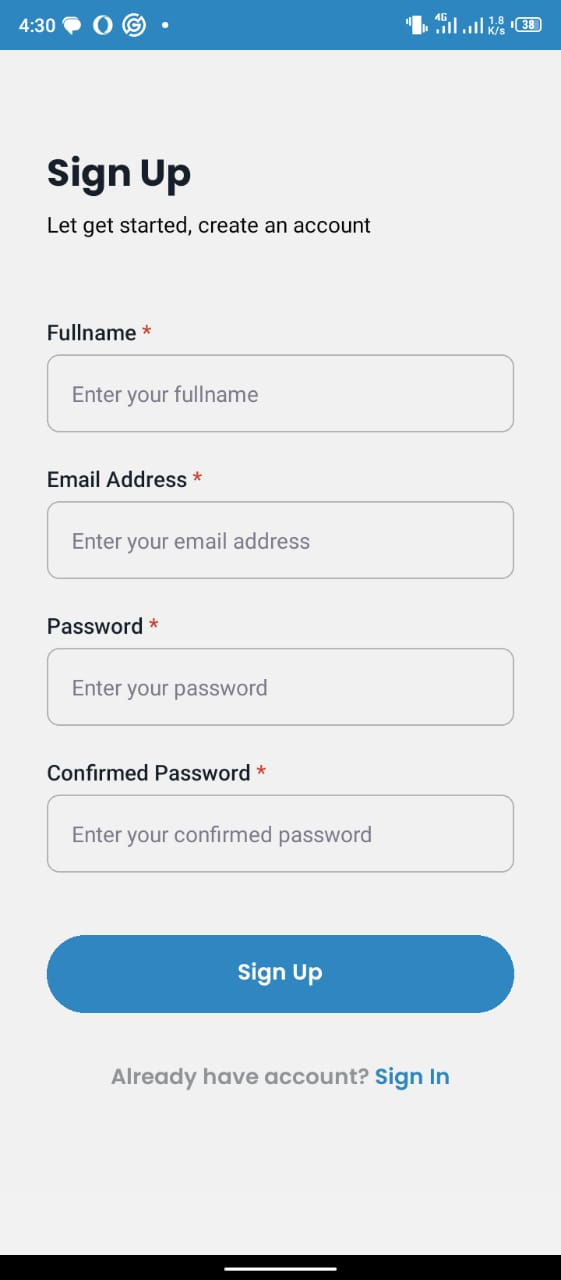 4:30
4G
1.8
K/s
38
Sign Up
Let get started, create an account
Fullname *
Enter your fullname
Email Address *
Enter your email address
Password *
Enter your password
Confirmed Password *
Enter your confirmed password
Sign Up
Already have account? Sign In